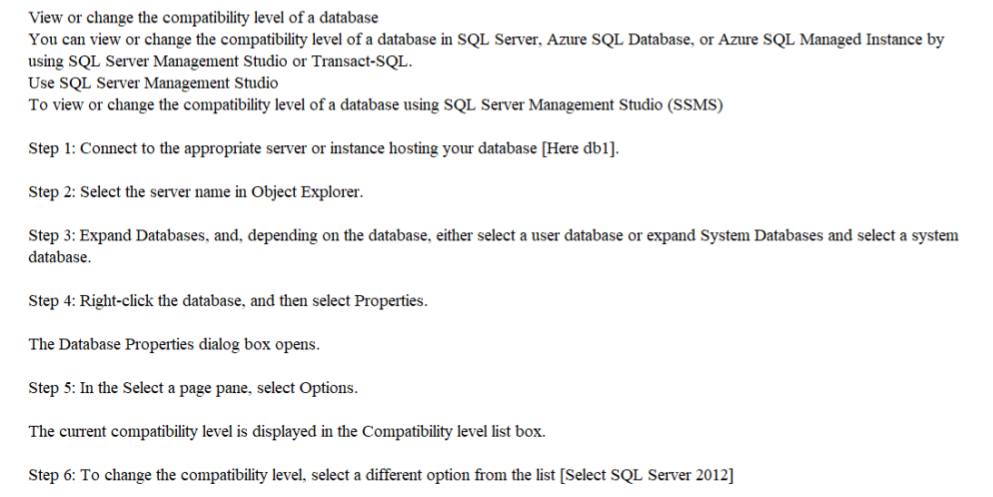 View or change the compatibility level of a database
You can view or change the compatibility level of a database in SQL Server, Azure SQL Database, or Azure SQL Managed Instance by
using SQL Server Management Studio or Transact-SQL.
Use SQL Server Management Studio
To view or change the compatibility level of a database using SQL Server Management Studio (SSMS)
Step 1: Connect to the appropriate server or instance hosting your database [Here db1].
Step 2: Select the server name in Object Explorer.
Step 3: Expand Databases, and, depending on the database, either select a user database or expand System Databases and select a system
database.
Step 4: Right-click the database, and then select Properties.
The Database Properties dialog box opens.
Step 5: In the Select a page pane, select Options.
The current compatibility level is displayed in the Compatibility level list box.
Step 6: To change the compatibility level, select a different option from the list [Select SQL Server 2012]